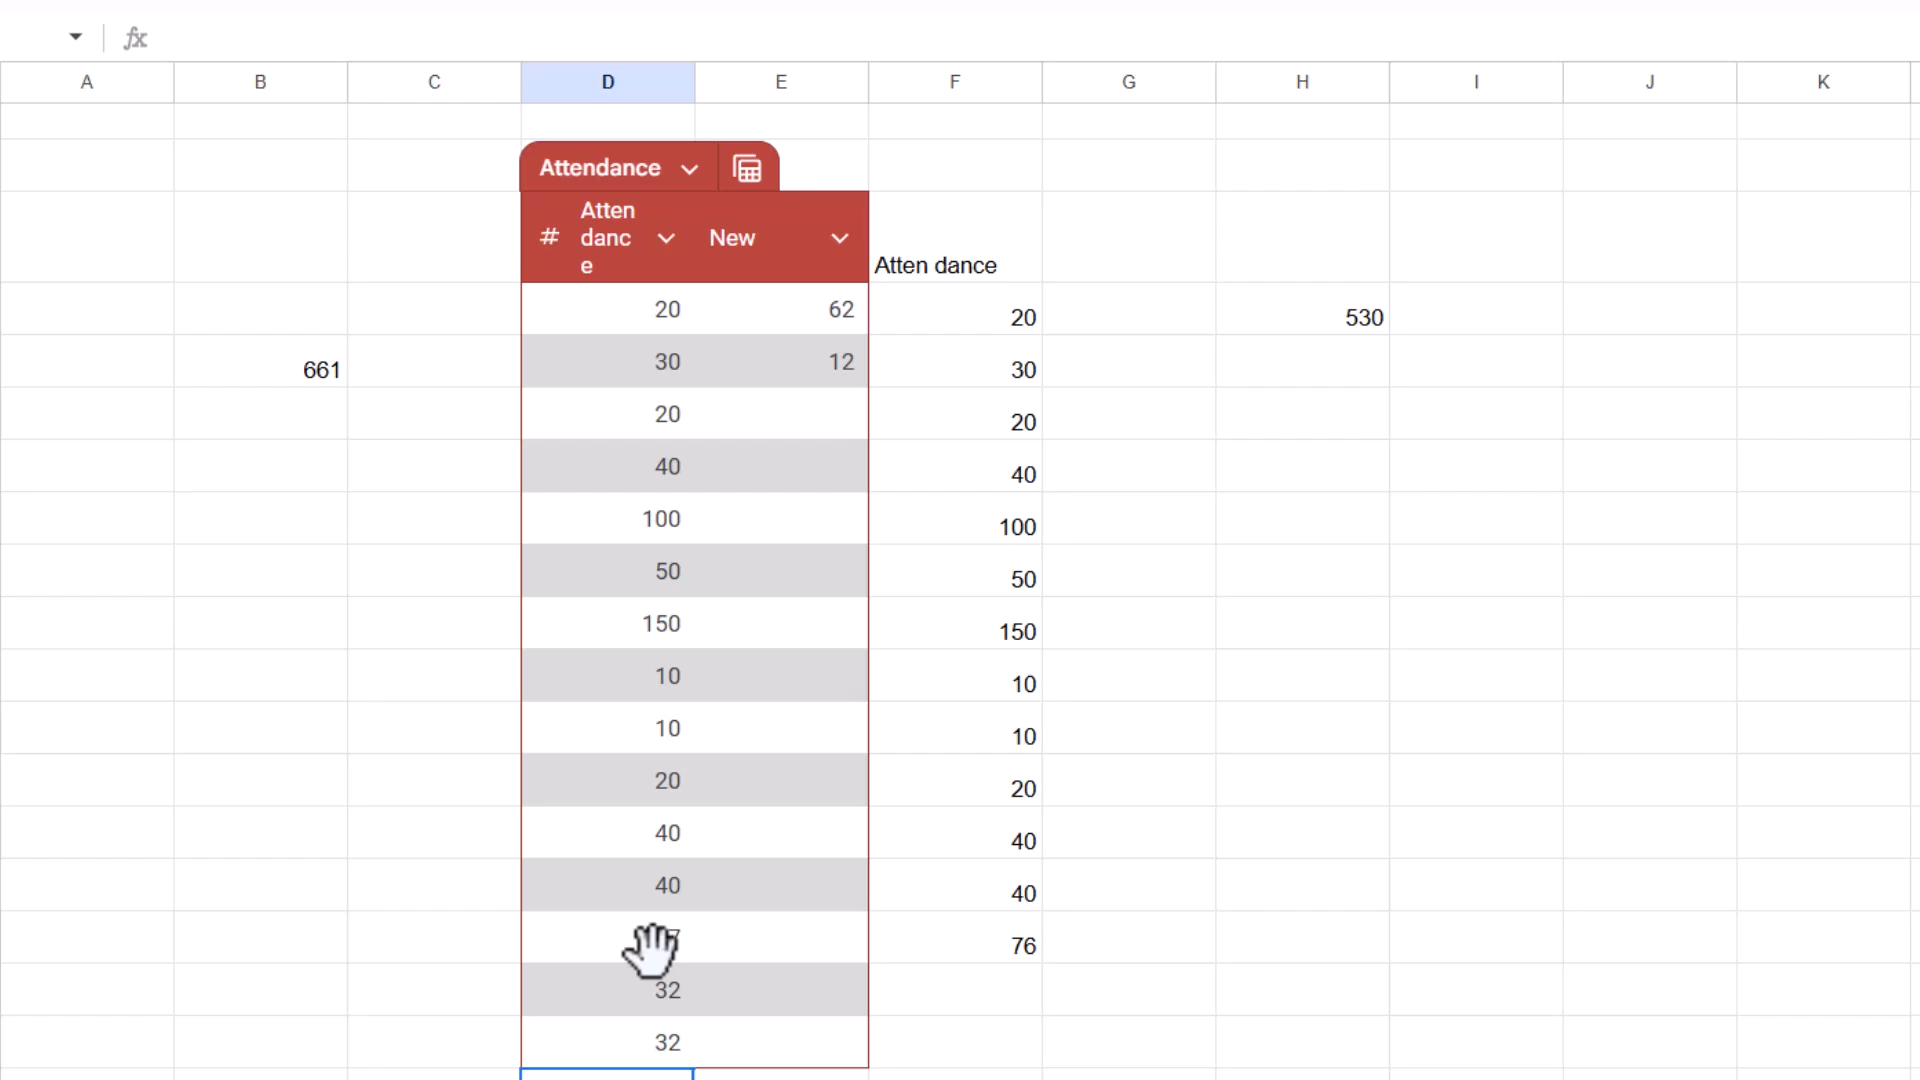 fx
A B C D E F G H I J K
Attendance
# Atten
danc
e
New
Atten dance
20 62 20 530
661 30 12 30
20 20
40 40
100 100
50 50
150 150
10 10
10 10
20 20
40 40
40 40
76
32
32